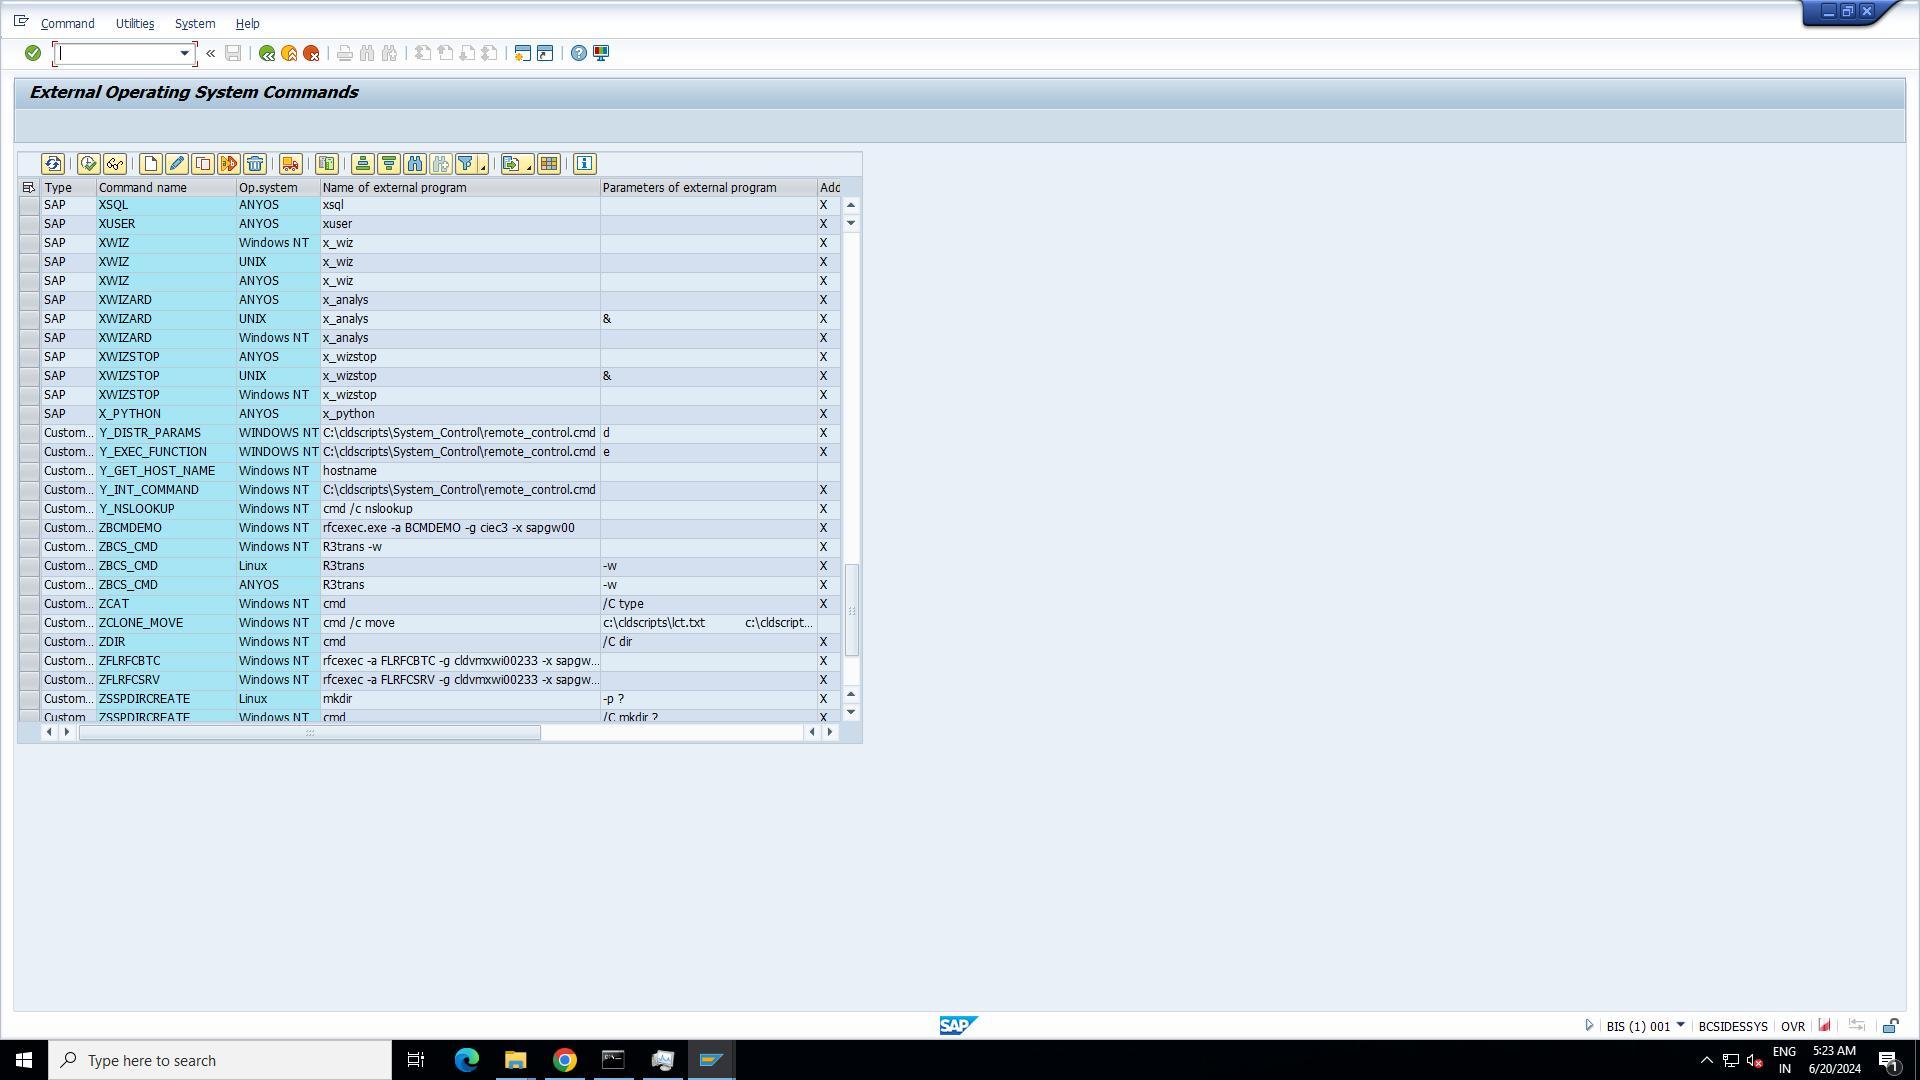 Command Utilities System Help
«
External Operating System Commands
Type Command name Op.system Name of external program Parameters of external program Add
SAP XSQL ANYOS xsql X
SAP XUSER ANYOS xuser X
SAP XWIZ Windows NT x_wiz X
SAP XWIZ UNIX x_wiz X
SAP XWIZ ANYOS x_wiz X
SAP XWIZARD ANYOS x_analys X
SAP XWIZARD UNIX x_analys & X
SAP XWIZARD Windows NT x_analys X
SAP XWIZSTOP ANYOS x_wizstop X
SAP XWIZSTOP UNIX x_wizstop & X
SAP XWIZSTOP Windows NT x_wizstop X
SAP X_PYTHON ANYOS x_python X
Custom... Y_DISTR_PARAMS WINDOWS NT C:\cldscripts\System_Control\remote_control.cmd d X
Custom... Y_EXEC_FUNCTION WINDOWS NT C:\cldscripts\System_Control\remote_control.cmd e X
Custom... Y_GET_HOST_NAME Windows NT hostname
Custom... Y_INT_COMMAND Windows NT C:\cldscripts\System_Control\remote_control.cmd X
Custom... Y_NSLOOKUP Windows NT cmd /c nslookup X
Custom... ZBCMDEMO Windows NT rfcexec.exe -a BCMDEMO -g ciec3 -x sapgw00 X
Custom... ZBCS_CMD Windows NT R3trans -w X
Custom... ZBCS_CMD Linux R3trans -w X
Custom... ZBCS_CMD ANYOS R3trans -w X
Custom... ZCAT Windows NT cmd /C type X
Custom... ZCLONE_MOVE Windows NT cmd /c move c:\cldscripts\lct.txt c:\cldscript...
Custom... ZDIR Windows NT cmd /C dir X
Custom... ZFLRFCBTC Windows NT rfcexec -a FLRFCBTC -g cldvmxwi00233 -x sapgw... X
Custom... ZFLRFCSRV Windows NT rfcexec -a FLRFCSRV -g cldvmxwi00233 -x sapgw... X
Custom... ZSSPDIRCREATE Linux mkdir -p ? X
Custom ZSSPDIRCREATE Windows NT cmd /C mkdir ? X
SAP
BIS (1) 001 BCSIDESSYS OVR
Type here to search
ENG
IN
5:23 AM
6/20/2024
1